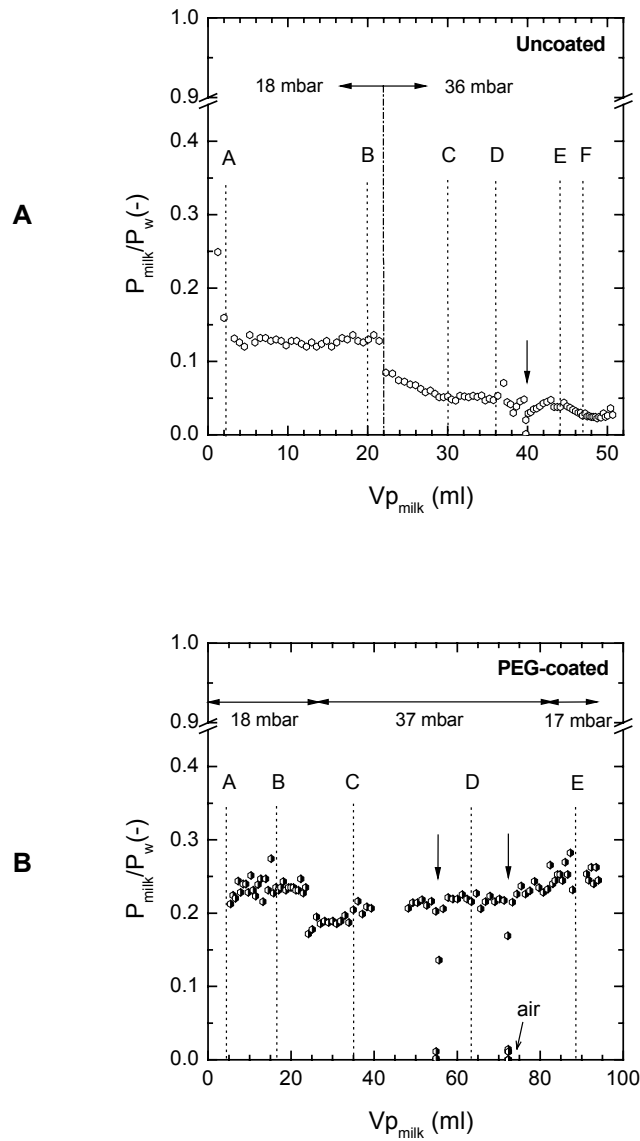 A
1.0
Uncoated
18 mbar
36 mbar
0.9
0.4
A
B
C
D
E
F
0.3
0.2
0.1
0.0
P_milk/P_w(-)
0
10
20
30
40
50
Vp_milk (ml)
B
1.0
PEG-coated
18 mbar
37 mbar
17 mbar
0.9
0.4
A
B
C
D
E
0.3
0.2
0.1
air
0.0
P_milk/P_w(-)
0
20
40
60
80
100
Vp_milk (ml)